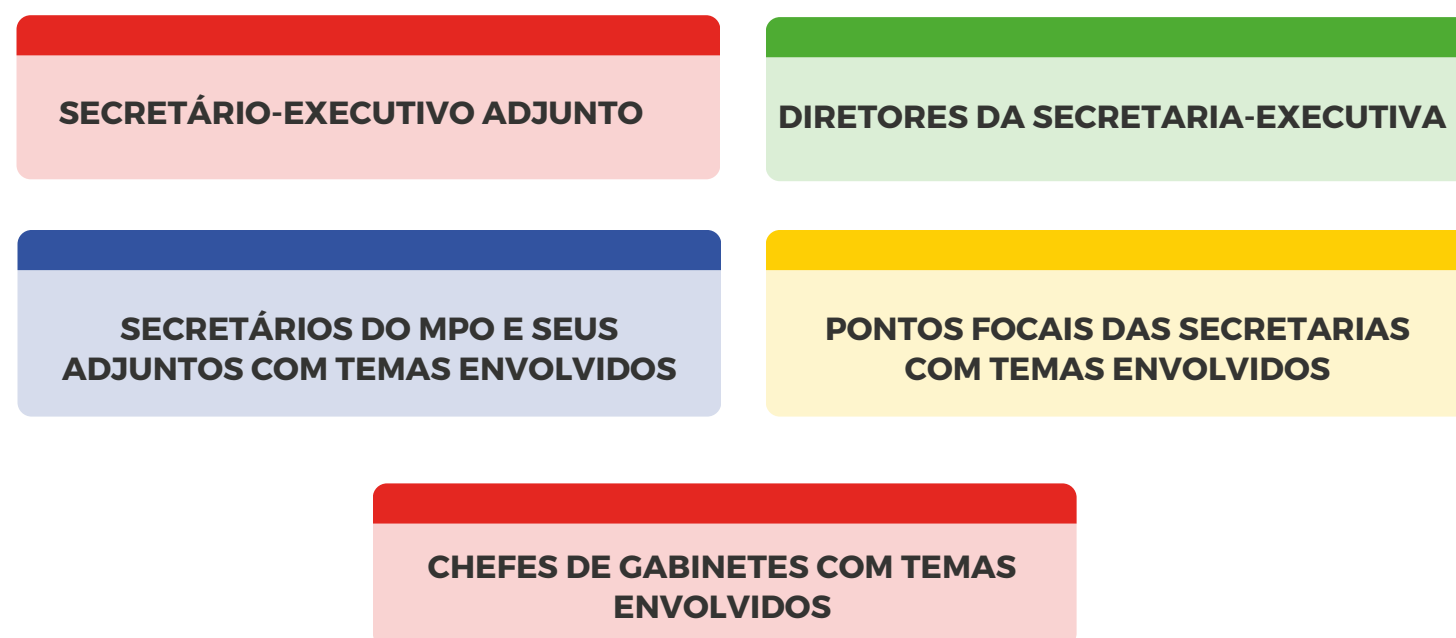 SECRETÁRIO-EXECUTIVO ADJUNTO
DIRETORES DA SECRETARIA-EXECUTIVA
SECRETÁRIOS DO MPO E SEUS
ADJUNTOS COM TEMAS ENVOLVIDOS
PONTOS FOCAIS DAS SECRETARIAS
COM TEMAS ENVOLVIDOS
CHEFES DE GABINETES COM TEMAS
ENVOLVIDOS